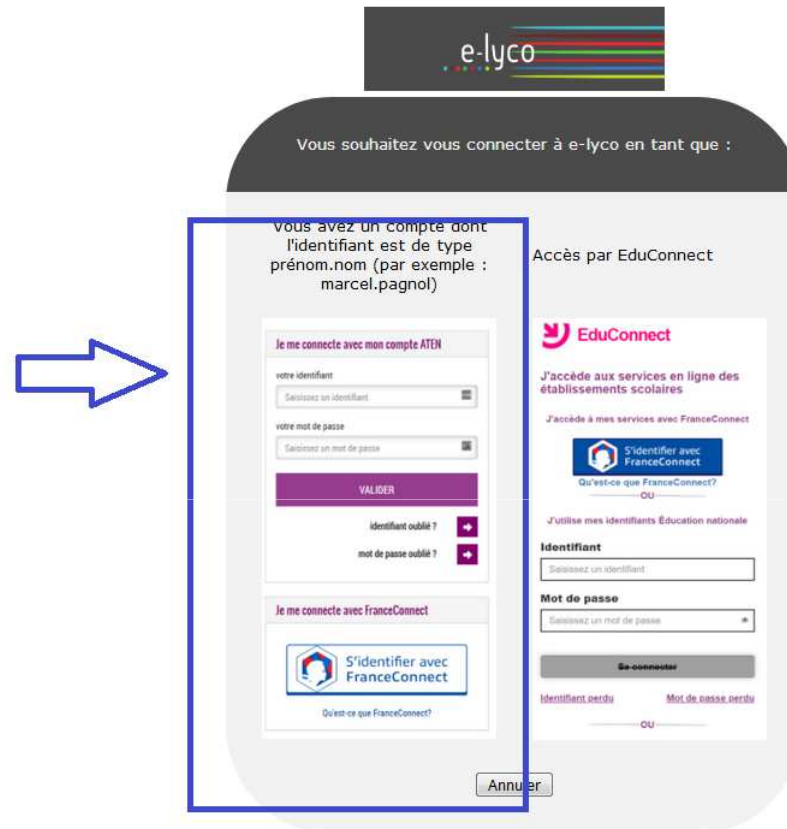 e-lyco
Vous souhaitez vous connecter à e-lyco en tant que :
Vous avez un compte dont
l'identifiant est de type
prénom.nom (par exemple :
marcel.pagnol)
Je me connecte avec mon compte ATEN
votre identifiant
Saisissez un identifiant
votre mot de passe
Saisissez un mot de passe
VALIDER
identifiant oublié ?
mot de passe oublié ?
Je me connecte avec FranceConnect
S'identifier avec
FranceConnect
Qu'est-ce que FranceConnect?
Accès par EduConnect
EduConnect
J'accède aux services en ligne des
établissements scolaires
J'accède à mes services avec FranceConnect
S'identifier avec
FranceConnect
Qu'est-ce que FranceConnect?
OU
J'utilise mes identifiants Éducation nationale
Identifiant
Saisissez un identifiant
Mot de passe
Saisissez un mot de passe
Se connecter
Identifiant perdu
Mot de passe perdu
OU
Annuler